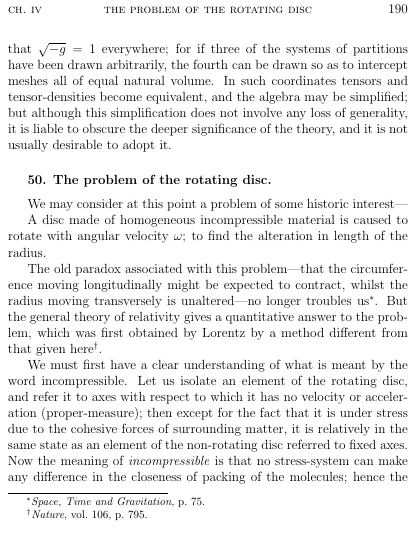 CH. IV THE PROBLEM OF THE ROTATING DISC 190
that √−g = 1 everywhere; for if three of the systems of partitions
have been drawn arbitrarily, the fourth can be drawn so as to intercept
meshes all of equal natural volume. In such coordinates tensors and
tensor-densities become equivalent, and the algebra may be simplified;
but although this simplification does not involve any loss of generality,
it is liable to obscure the deeper significance of the theory, and it is not
usually desirable to adopt it.
50. The problem of the rotating disc.
We may consider at this point a problem of some historic interest—
A disc made of homogeneous incompressible material is caused to
rotate with angular velocity ω; to find the alteration in length of the
radius.
The old paradox associated with this problem—that the circumfer-
ence moving longitudinally might be expected to contract, whilst the
radius moving transversely is unaltered—no longer troubles us*. But
the general theory of relativity gives a quantitative answer to the prob-
lem, which was first obtained by Lorentz by a method different from
that given here†.
We must first have a clear understanding of what is meant by the
word incompressible. Let us isolate an element of the rotating disc,
and refer it to axes with respect to which it has no velocity or acceler-
ation (proper-measure); then except for the fact that it is under stress
due to the cohesive forces of surrounding matter, it is relatively in the
same state as an element of the non-rotating disc referred to fixed axes.
Now the meaning of incompressible is that no stress-system can make
any difference in the closeness of packing of the molecules; hence the
*Space, Time and Gravitation, p. 75.
†Nature, vol. 106, p. 795.